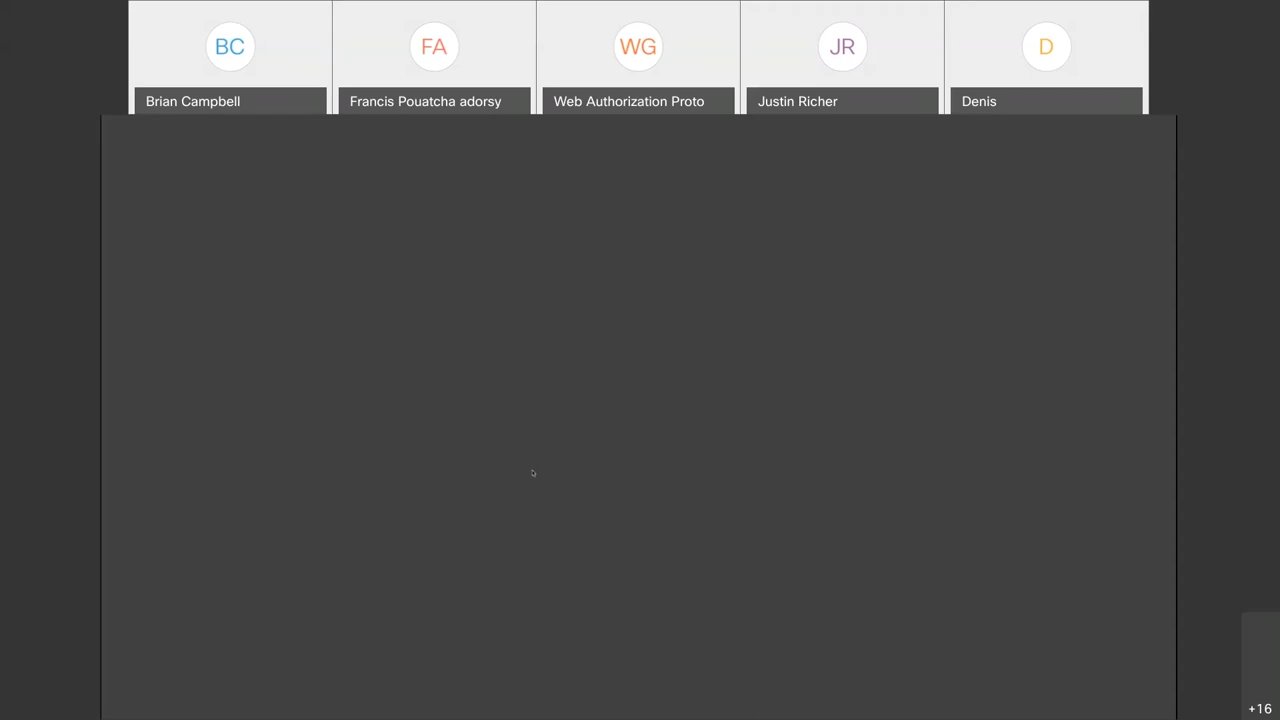 BC
FA
WG
JR
D
Brian Campbell
Francis Pouatcha adorsy
Web Authorization Proto
Justin Richer
Denis
+16